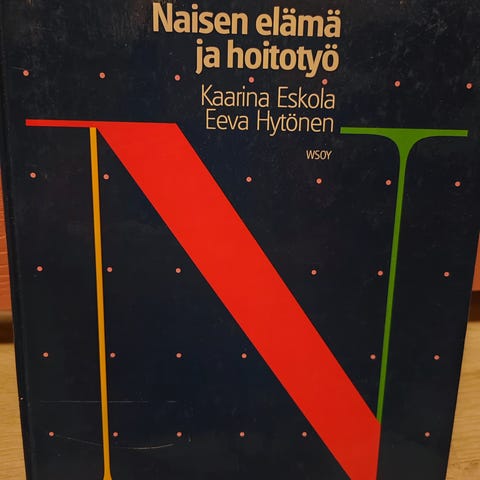 Naisen elämä
ja hoitotyö
Kaarina Eskola
Eeva Hytönen
WSOY
N